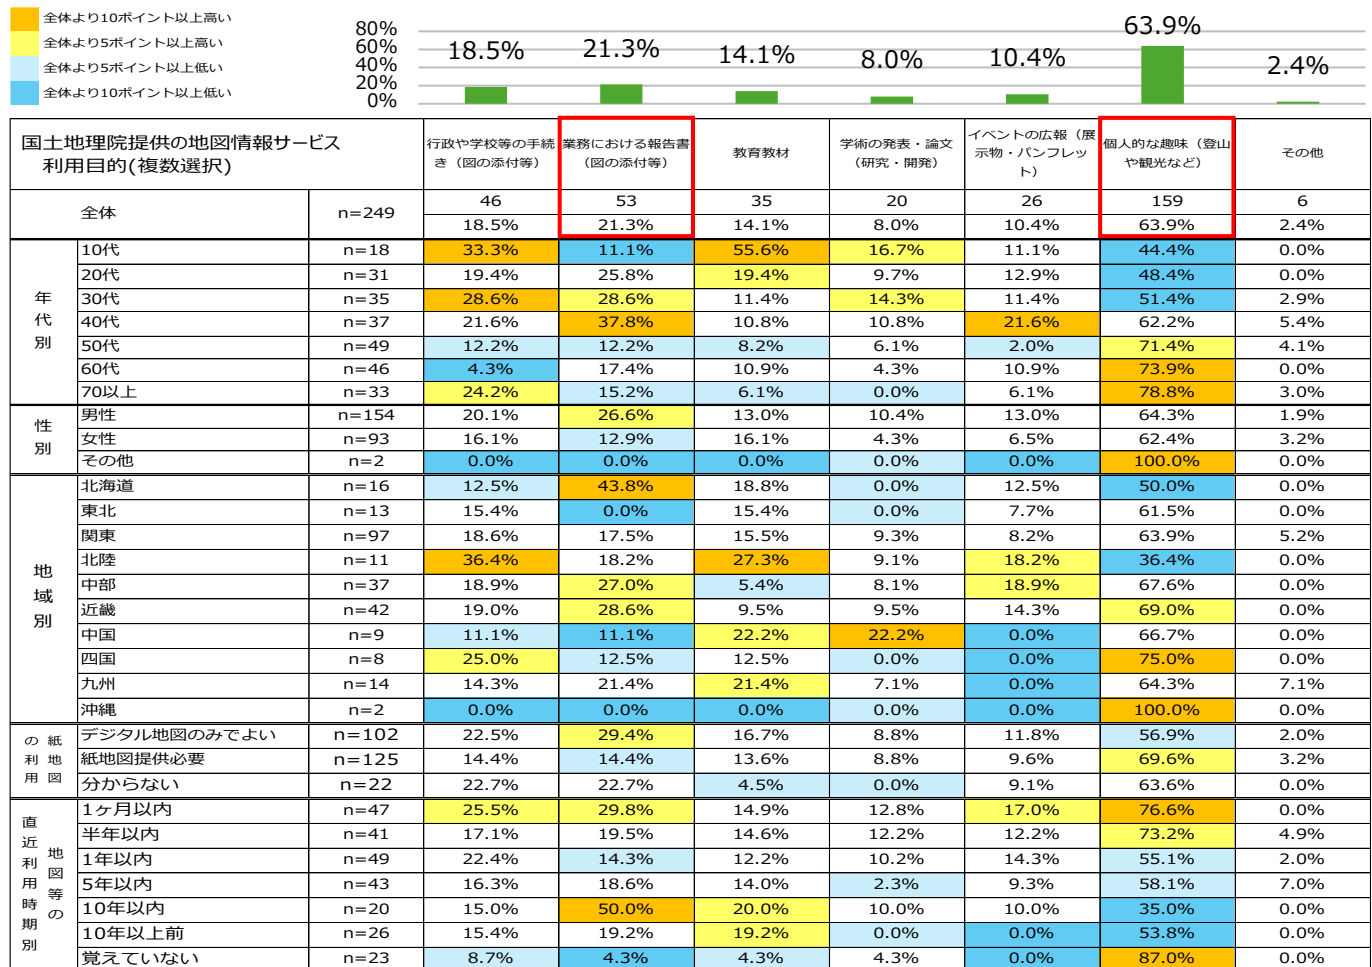 全体より10ポイント以上高い
全体より5ポイント以上高い
全体より5ポイント以上低い
全体より10ポイント以上低い
80%
60%
40%
20%
0%
18.5% 21.3% 14.1% 8.0% 10.4% 63.9% 2.4%
国土地理院提供の地図情報サービス
利用目的(複数選択)
行政や学校等の手続
き（図の添付等）
業務における報告書
（図の添付等）
教育教材
学術の発表・論文
（研究・開発）
イベントの広報（展
示物・パンフレッ
ト）
個人的な趣味（登山
や観光など）
その他
全体 n=249 46 53 35 20 26 159 6
18.5% 21.3% 14.1% 8.0% 10.4% 63.9% 2.4%
年代別
10代 n=18 33.3% 11.1% 55.6% 16.7% 11.1% 44.4% 0.0%
20代 n=31 19.4% 25.8% 19.4% 9.7% 12.9% 48.4% 0.0%
30代 n=35 28.6% 28.6% 11.4% 14.3% 11.4% 51.4% 2.9%
40代 n=37 21.6% 37.8% 10.8% 10.8% 21.6% 62.2% 5.4%
50代 n=49 12.2% 12.2% 8.2% 6.1% 2.0% 71.4% 4.1%
60代 n=46 4.3% 17.4% 10.9% 4.3% 10.9% 73.9% 0.0%
70以上 n=33 24.2% 15.2% 6.1% 0.0% 6.1% 78.8% 3.0%
性別
男性 n=154 20.1% 26.6% 13.0% 10.4% 13.0% 64.3% 1.9%
女性 n=93 16.1% 12.9% 16.1% 4.3% 6.5% 62.4% 3.2%
その他 n=2 0.0% 0.0% 0.0% 0.0% 0.0% 100.0% 0.0%
地域別
北海道 n=16 12.5% 43.8% 18.8% 0.0% 12.5% 50.0% 0.0%
東北 n=13 15.4% 0.0% 15.4% 0.0% 7.7% 61.5% 0.0%
関東 n=97 18.6% 17.5% 15.5% 9.3% 8.2% 63.9% 5.2%
北陸 n=11 36.4% 18.2% 27.3% 9.1% 18.2% 36.4% 0.0%
中部 n=37 18.9% 27.0% 5.4% 8.1% 18.9% 67.6% 0.0%
近畿 n=42 19.0% 28.6% 9.5% 9.5% 14.3% 69.0% 0.0%
中国 n=9 11.1% 11.1% 22.2% 22.2% 0.0% 66.7% 0.0%
四国 n=8 25.0% 12.5% 12.5% 0.0% 0.0% 75.0% 0.0%
九州 n=14 14.3% 21.4% 21.4% 7.1% 0.0% 64.3% 7.1%
沖縄 n=2 0.0% 0.0% 0.0% 0.0% 0.0% 100.0% 0.0%
紙地図
の利用
デジタル地図のみでよい n=102 22.5% 29.4% 16.7% 8.8% 11.8% 56.9% 2.0%
紙地図提供必要 n=125 14.4% 14.4% 13.6% 8.8% 9.6% 69.6% 3.2%
分からない n=22 22.7% 22.7% 4.5% 0.0% 9.1% 63.6% 0.0%
地図等の
直近利用時期別
1ヶ月以内 n=47 25.5% 29.8% 14.9% 12.8% 17.0% 76.6% 0.0%
半年以内 n=41 17.1% 19.5% 14.6% 12.2% 12.2% 73.2% 4.9%
1年以内 n=49 22.4% 14.3% 12.2% 10.2% 14.3% 55.1% 2.0%
5年以内 n=43 16.3% 18.6% 14.0% 2.3% 9.3% 58.1% 7.0%
10年以内 n=20 15.0% 50.0% 20.0% 10.0% 10.0% 35.0% 0.0%
10年以上前 n=26 15.4% 19.2% 19.2% 0.0% 0.0% 53.8% 0.0%
覚えていない n=23 8.7% 4.3% 4.3% 4.3% 0.0% 87.0% 0.0%